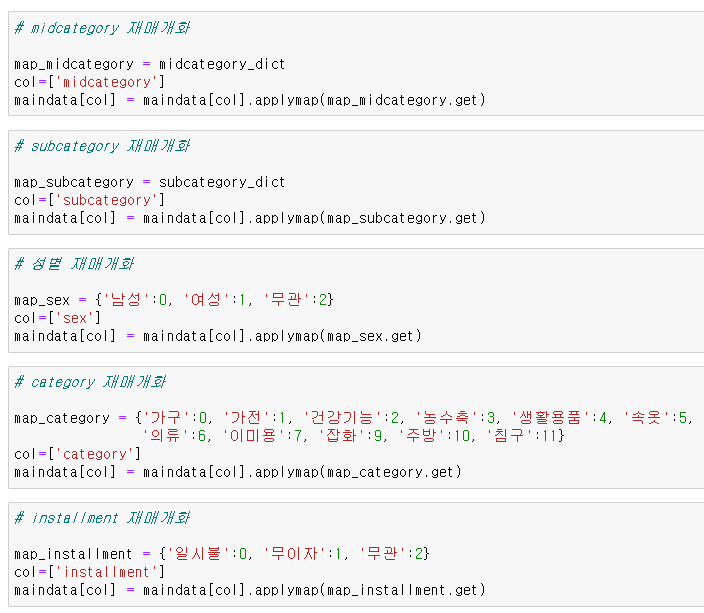 # midcategory 재매개화
map_midcategory = midcategory_dict
col=['midcategory']
maindata[col] = maindata[col].applymap(map_midcategory.get)
# subcategory 재매개화
map_subcategory = subcategory_dict
col=['subcategory']
maindata[col] = maindata[col].applymap(map_subcategory.get)
# 성별 재매개화
map_sex = {'남성':0, '여성':1, '무관':2}
col=['sex']
maindata[col] = maindata[col].applymap(map_sex.get)
# category 재매개화
map_category = {'가구':0, '가전':1, '건강기능':2, '농수축':3, '생활용품':4, '속옷':5,
'의류':6, '이미용':7, '잡화':9, '주방':10, '침구':11}
col=['category']
maindata[col] = maindata[col].applymap(map_category.get)
# installment 재매개화
map_installment = {'일시불':0, '무이자':1, '무관':2}
col=['installment']
maindata[col] = maindata[col].applymap(map_installment.get)